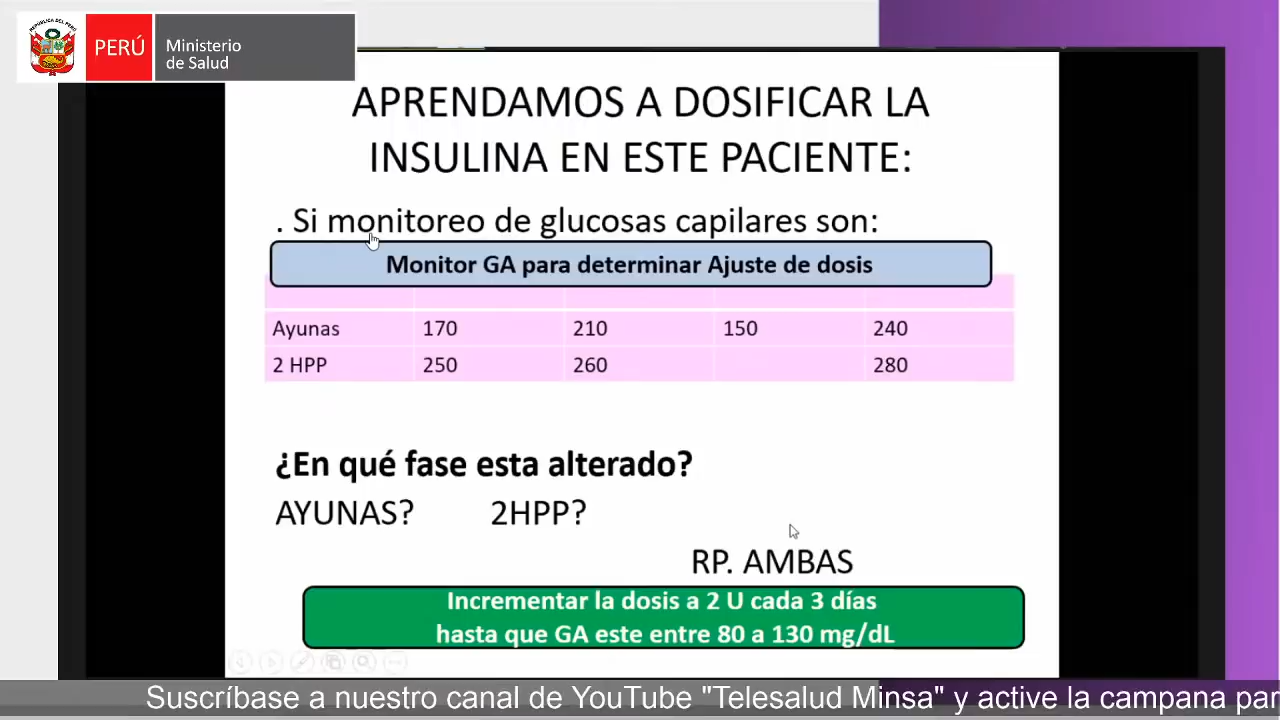 REPÚBLICA DEL PERÚ
PERÚ
Ministerio
de Salud
APRENDAMOS A DOSIFICAR LA
INSULINA EN ESTE PACIENTE:
. Si monitoreo de glucosas capilares son:
Monitor GA para determinar Ajuste de dosis
Ayunas 170 210 150 240
2 HPP 250 260 280
¿En qué fase esta alterado?
AYUNAS? 2HPP?
RP. AMBAS
Incrementar la dosis a 2 U cada 3 días
hasta que GA este entre 80 a 130 mg/dL
Suscríbase a nuestro canal de YouTube "Telesalud Minsa" y active la campana par